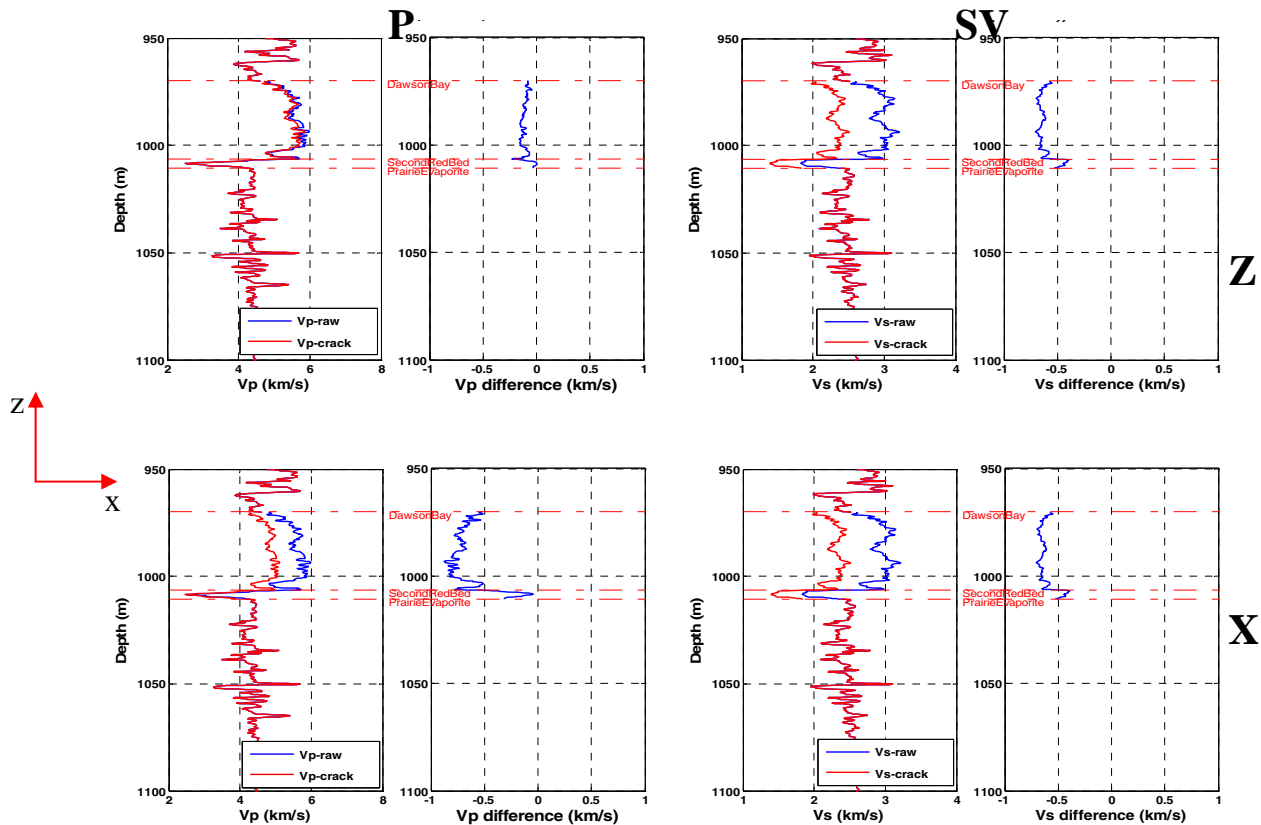 P
SV
950
1000
1050
1100
Depth (m)
2
4
6
8
Vp (km/s)
Vp-raw
Vp-crack
950
1000
1050
1100
-1
-0.5
0
0.5
1
Vp difference (km/s)
DawsonBay
SecondRedBed
PrairieEvaporite
950
1000
1050
1100
Depth (m)
1
2
3
4
Vs (km/s)
Vs-raw
Vs-crack
950
1000
1050
1100
-1
-0.5
0
0.5
1
Vs difference (km/s)
DawsonBay
SecondRedBed
PrairieEvaporite
Z
z
x
950
1000
1050
1100
Depth (m)
2
4
6
8
Vp (km/s)
Vp-raw
Vp-crack
950
1000
1050
1100
-1
-0.5
0
0.5
1
Vp difference (km/s)
DawsonBay
SecondRedBed
PrairieEvaporite
950
1000
1050
1100
Depth (m)
1
2
3
4
Vs (km/s)
Vs-raw
Vs-crack
950
1000
1050
1100
-1
-0.5
0
0.5
1
Vs difference (km/s)
DawsonBay
SecondRedBed
PrairieEvaporite
X